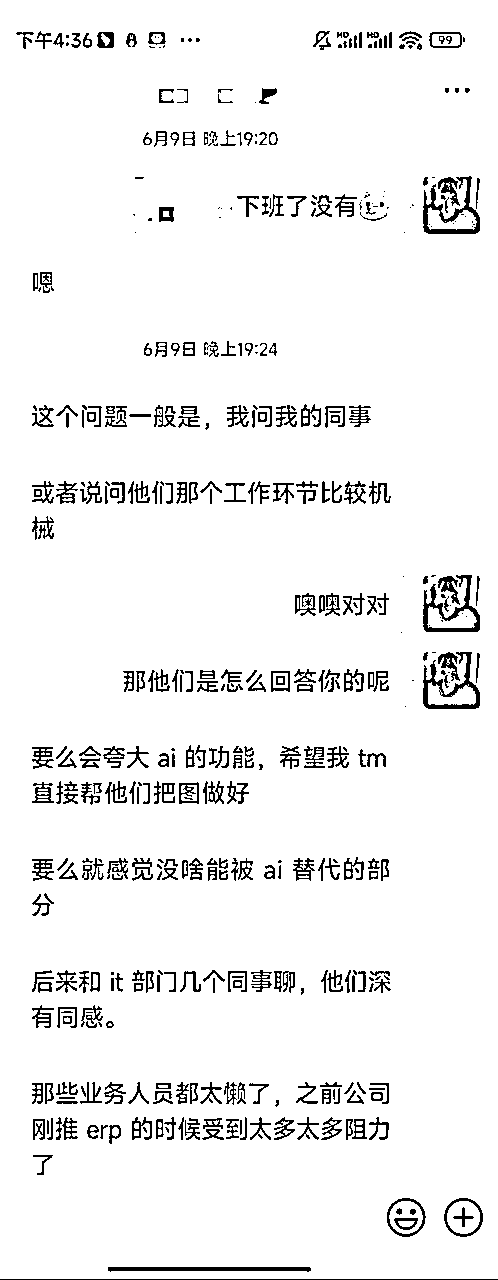 下午4:36
99
6月9日 晚上19:20
下班了没有
嗯
6月9日 晚上19:24
这个问题一般是，我问我的同事
或者说问他们那个工作环节比较机
械
噢噢对对
那他们是怎么回答你的呢
要么会夸大 ai 的功能，希望我 tm
直接帮他们把图做好
要么就感觉没啥能被 ai 替代的部
分
后来和 it 部门几个同事聊，他们深
有同感。
那些业务人员都太懒了，之前公司
刚推 erp 的时候受到太多太多阻力
了